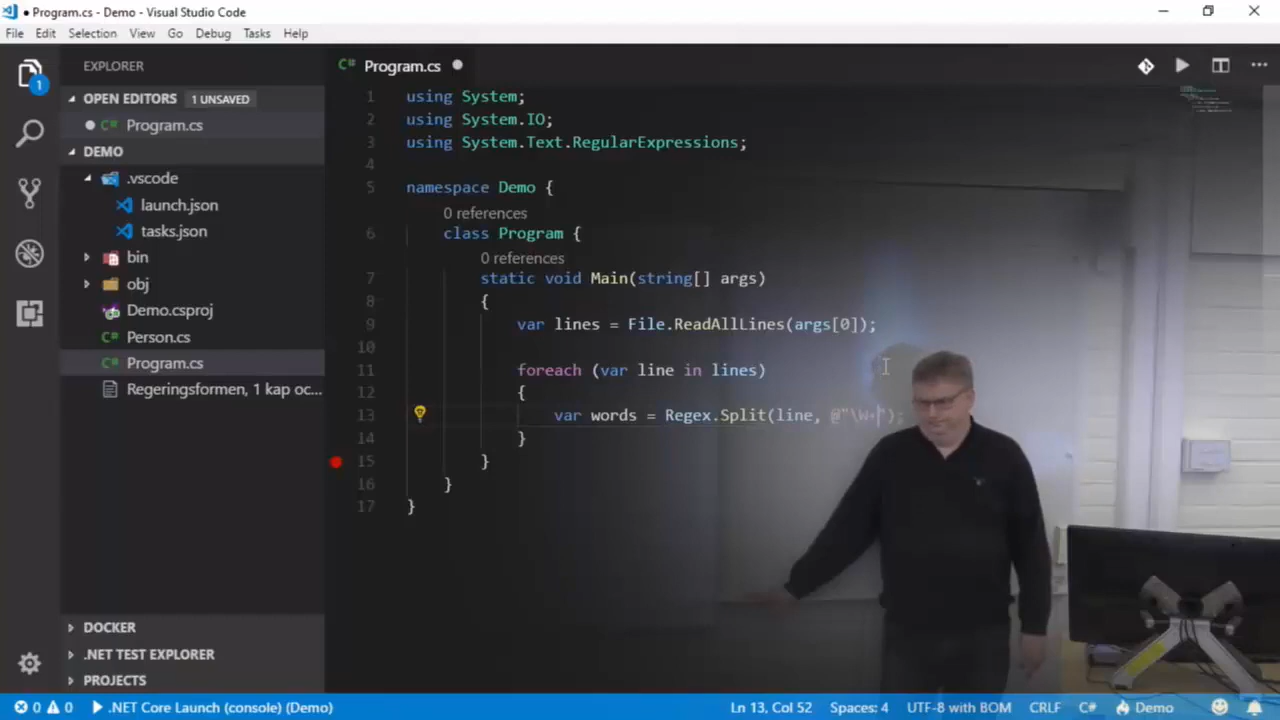 Program.cs - Demo - Visual Studio Code
File Edit Selection View Go Debug Tasks Help
EXPLORER
OPEN EDITORS 1 UNSAVED
Program.cs
DEMO
.vscode
launch.json
tasks.json
bin
obj
Demo.csproj
Person.cs
Program.cs
Regeringsformen, 1 kap oc...
DOCKER
.NET TEST EXPLORER
PROJECTS
1
Program.cs
1 using System;
2 using System.IO;
3 using System.Text.RegularExpressions;
4
5 namespace Demo {
0 references
6 class Program {
0 references
7 static void Main(string[] args)
8 {
9 var lines = File.ReadAllLines(args[0]);
10
11 foreach (var line in lines)
12 {
13 var words = Regex.Split(line, @"\W+");
14 }
15 }
16 }
17 }
0 0 .NET Core Launch (console) (Demo) Ln 13, Col 52 Spaces: 4 UTF-8 with BOM CRLF C# Demo